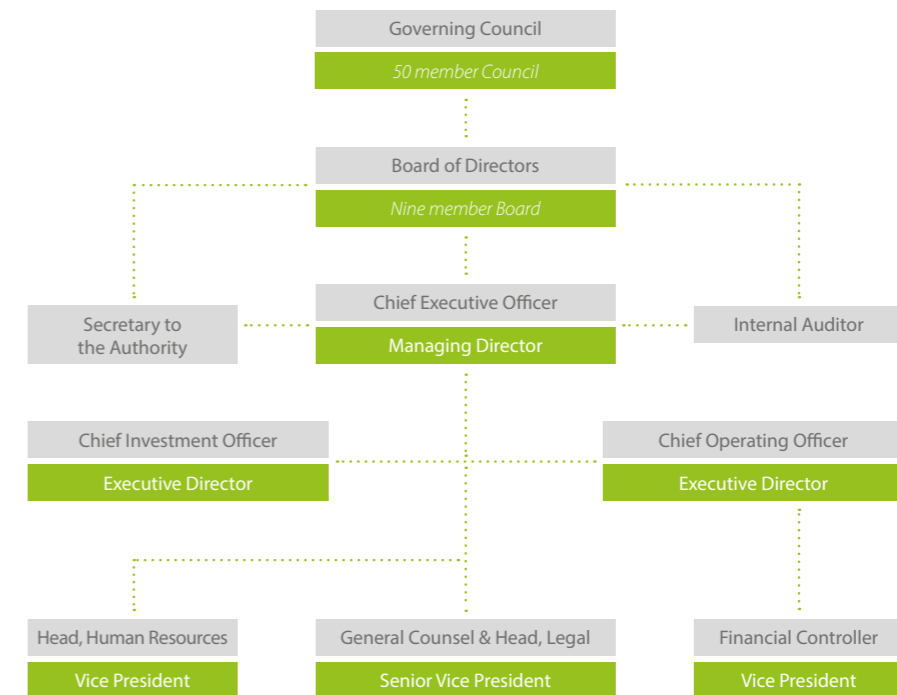 Governing Council
50 member Council
Board of Directors
Nine member Board
Chief Executive Officer
Managing Director
Secretary to
the Authority
Internal Auditor
Chief Investment Officer
Executive Director
Chief Operating Officer
Executive Director
Head, Human Resources
Vice President
General Counsel & Head, Legal
Senior Vice President
Financial Controller
Vice President